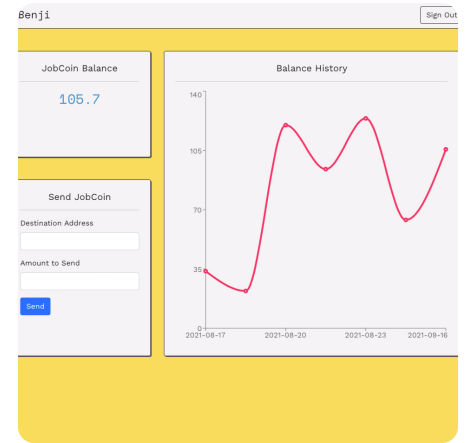 Benji
Sign Out
JobCoin Balance
105.7
Send JobCoin
Destination Address
Amount to Send
Send
Balance History
140
105
70
35
0
2021-08-17
2021-08-20
2021-08-23
2021-09-16